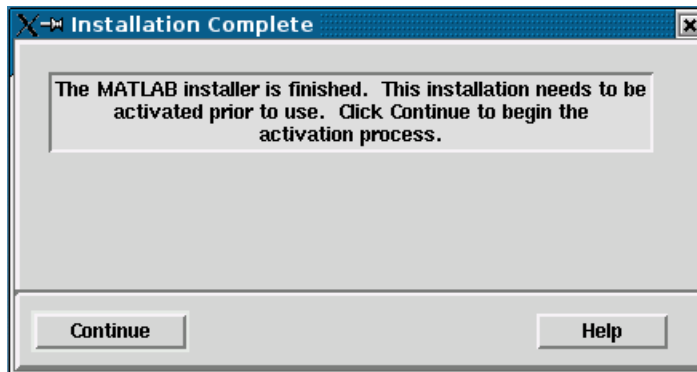 Installation Complete
The MATLAB installer is finished. This installation needs to be
activated prior to use. Click Continue to begin the
activation process.
Continue
Help